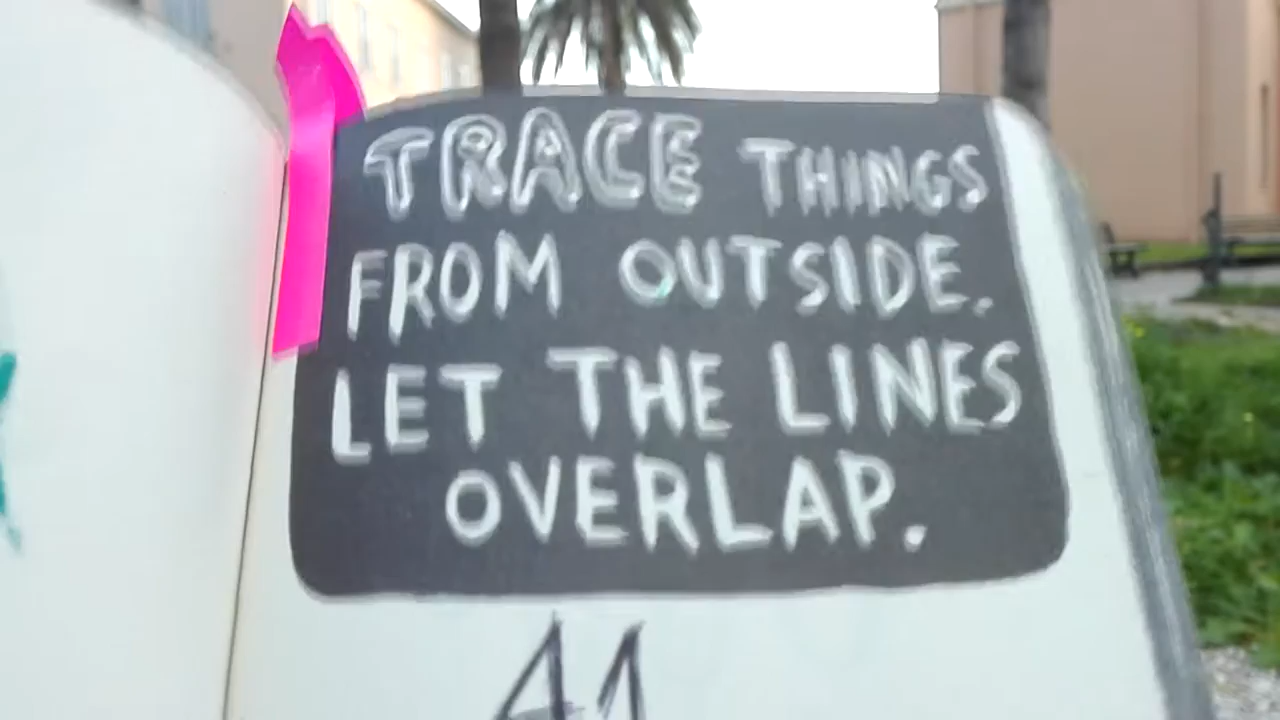 TRACE THINGS
FROM OUTSIDE.
LET THE LINES
OVERLAP.
41